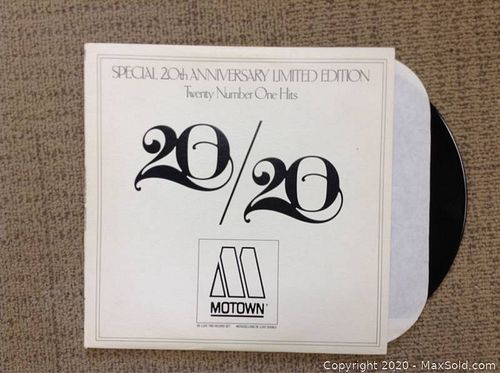 SPECIAL 20th ANNIVERSARY LIMITED EDITION
Twenty Number One Hits
20/20
MOTOWN®
Copyright © 2020 - MaxSold.com